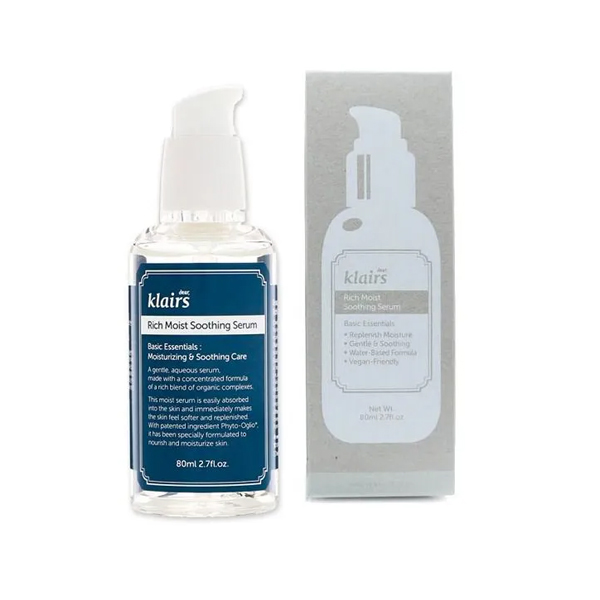 dear,
klairs
Rich Moist Soothing Serum
Basic Essentials :
Moisturizing & Soothing Care
A gentle, aqueous serum,
made with a concentrated formula
of a rich blend of organic complexes.
This moist serum is easily absorbed
into the skin and immediately makes
the skin feel softer and replenished.
With patented ingredient Phyto-Oglio®,
it has been specially formulated to
nourish and moisturize skin.
80ml 2.7fl.oz.
dear,
klairs
Rich Moist
Soothing Serum
Basic Essentials
• Replenish Moisture
• Gentle & Soothing
• Water-Based Formula
• Vegan-Friendly
Net Wt.
80ml 2.7fl.oz.